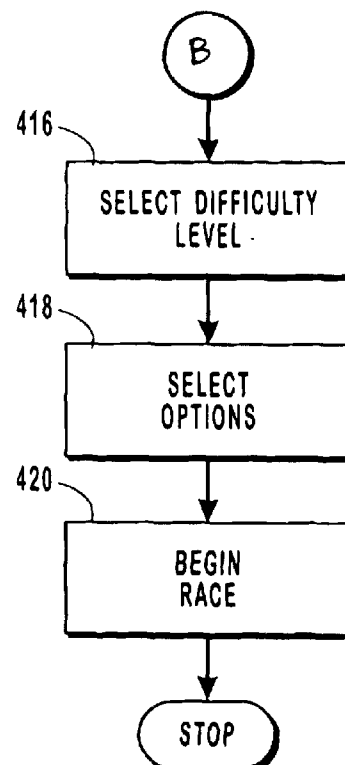 B
416
SELECT DIFFICULTY
LEVEL
418
SELECT
OPTIONS
420
BEGIN
RACE
STOP